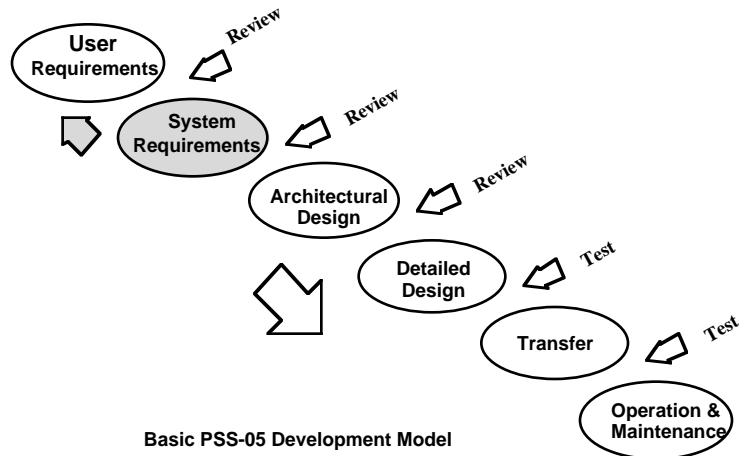 User
Requirements
Review
System
Requirements
Review
Architectural
Design
Review
Detailed
Design
Test
Transfer
Test
Operation &
Maintenance
Basic PSS-05 Development Model